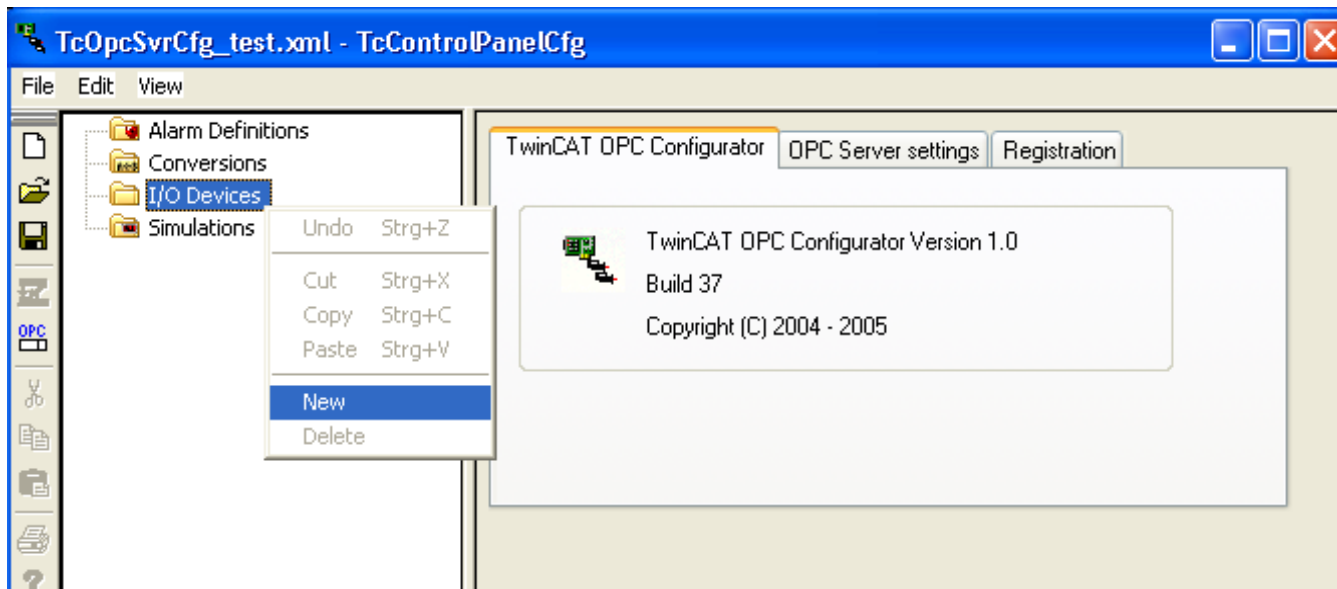 TcOpcSvrCfg_test.xml - TcControlPanelCfg
File Edit View
Alarm Definitions
Conversions
I/O Devices
Simulations
Undo Strg+Z
Cut Strg+X
Copy Strg+C
Paste Strg+V
New
Delete
OPC
TwinCAT OPC Configurator OPC Server settings Registration
TwinCAT OPC Configurator Version 1.0
Build 37
Copyright (C) 2004 - 2005